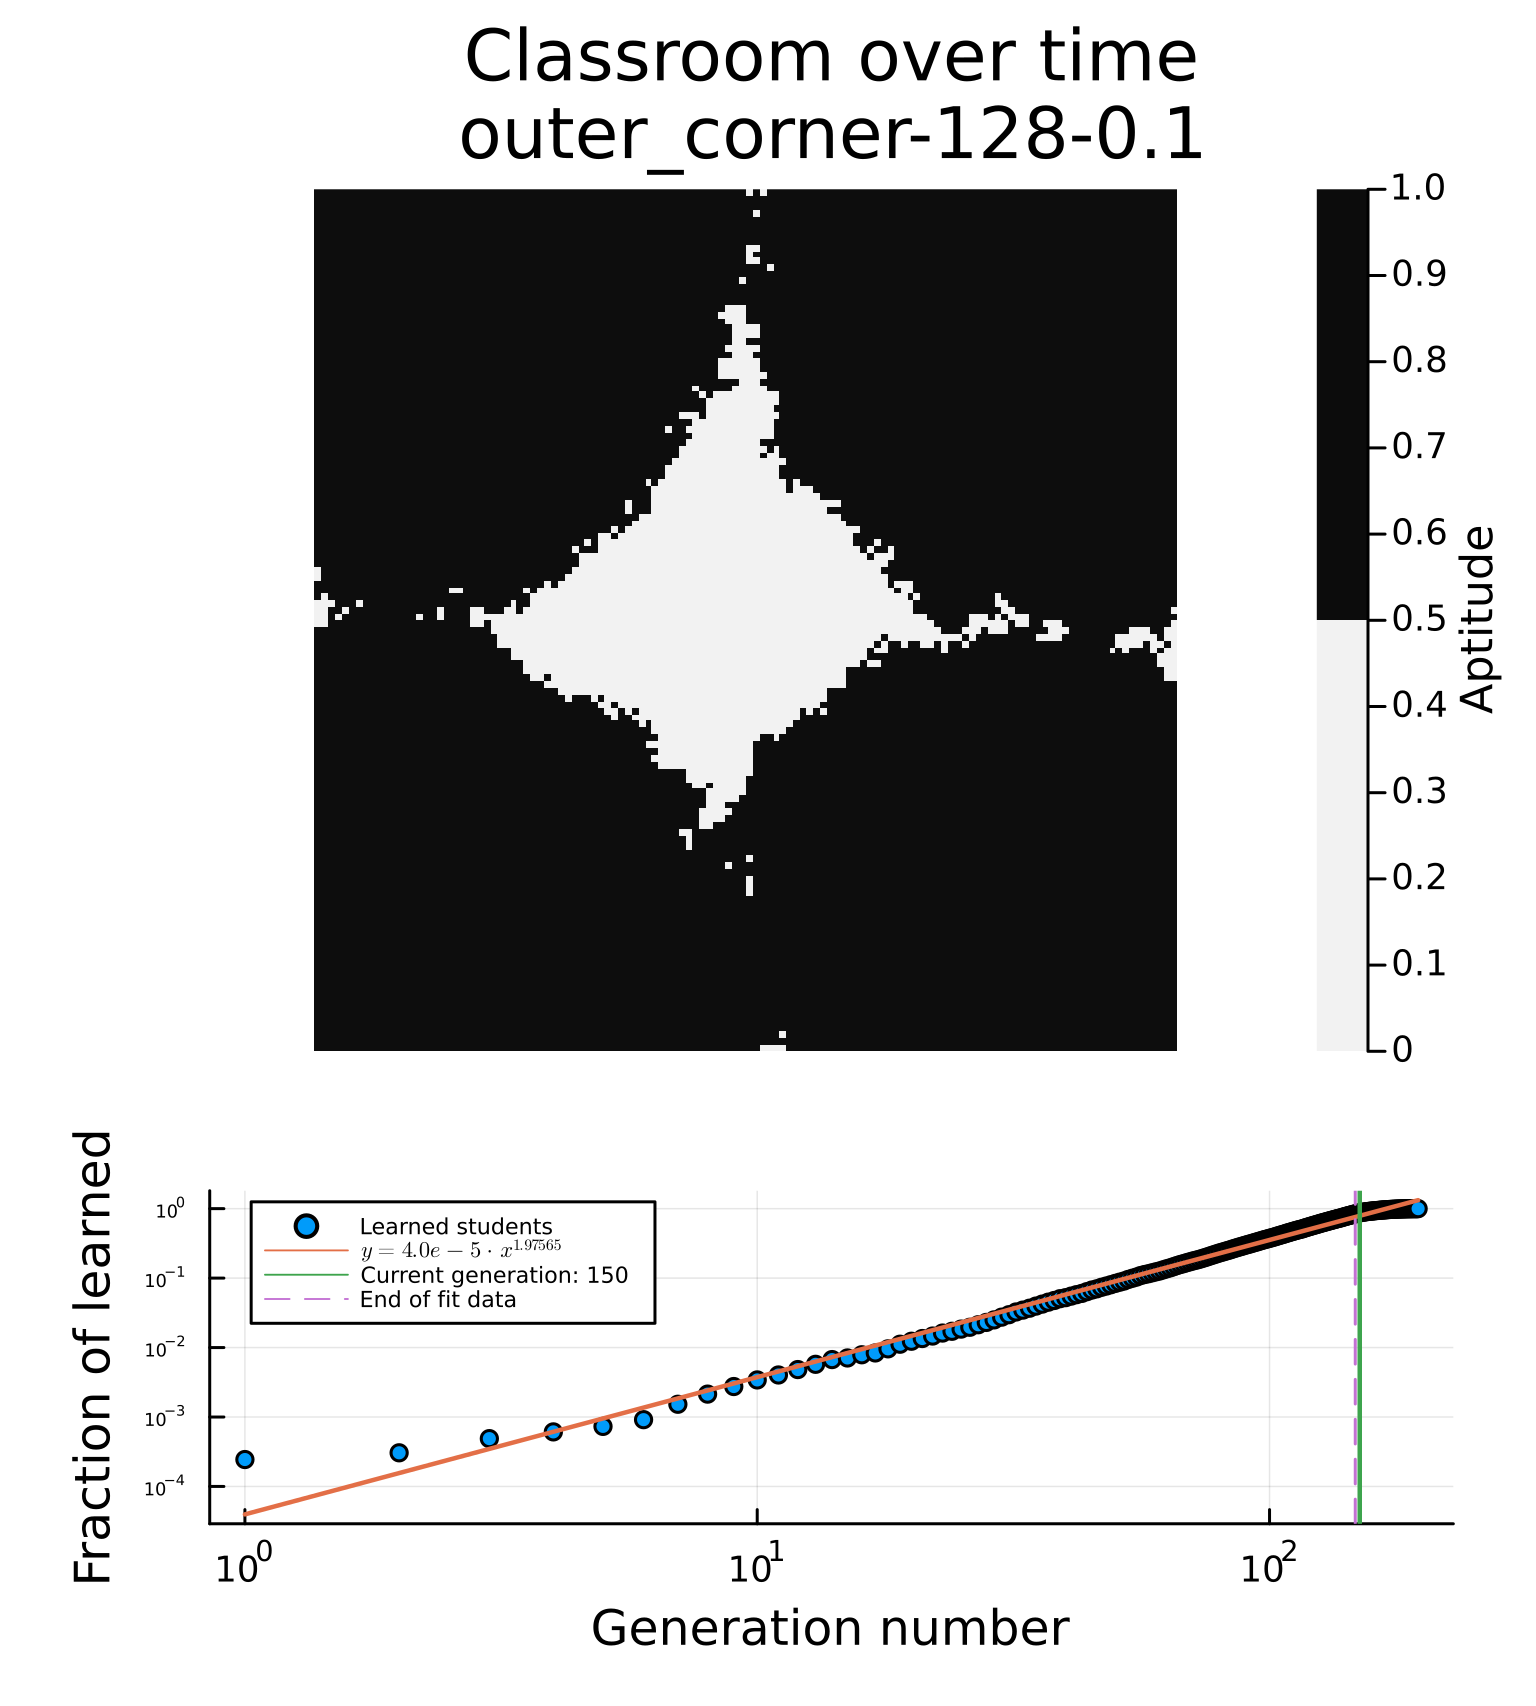 Classroom over time
outer_corner-128-0.1
1.0
0.9
0.8
0.7
0.6
0.5
0.4
0.3
0.2
0.1
0
Aptitude
Fraction of learned
10⁰
10⁻¹
10⁻²
10⁻³
10⁻⁴
Learned students
y = 4.0e − 5 · x^1.97565
Current generation: 150
End of fit data
10⁰ 10¹ 10²
Generation number